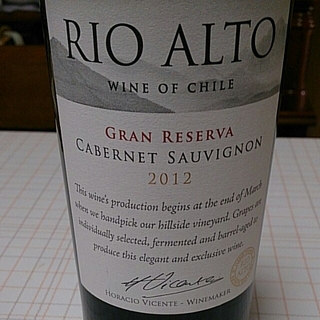 RIO ALTO
WINE OF CHILE
GRAN RESERVA
CABERNET SAUVIGNON
2012
This wine's production begins at the end of March
when we handpick our hillside vineyard. Grapes are
individually selected, fermented and barrel-aged to
produce this elegant and exclusive wine.
H Vicente
HORACIO VICENTE - WINEMAKER